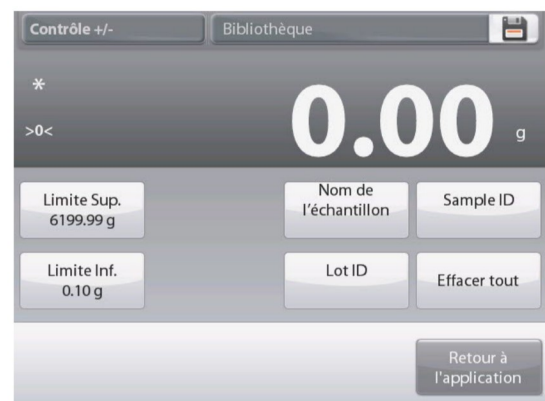 Contrôle +/-
Bibliothèque
*
>0<
0.00 g
Limite Sup.
6199.99 g
Nom de
l'échantillon
Sample ID
Limite Inf.
0.10 g
Lot ID
Effacer tout
Retour à
l'application